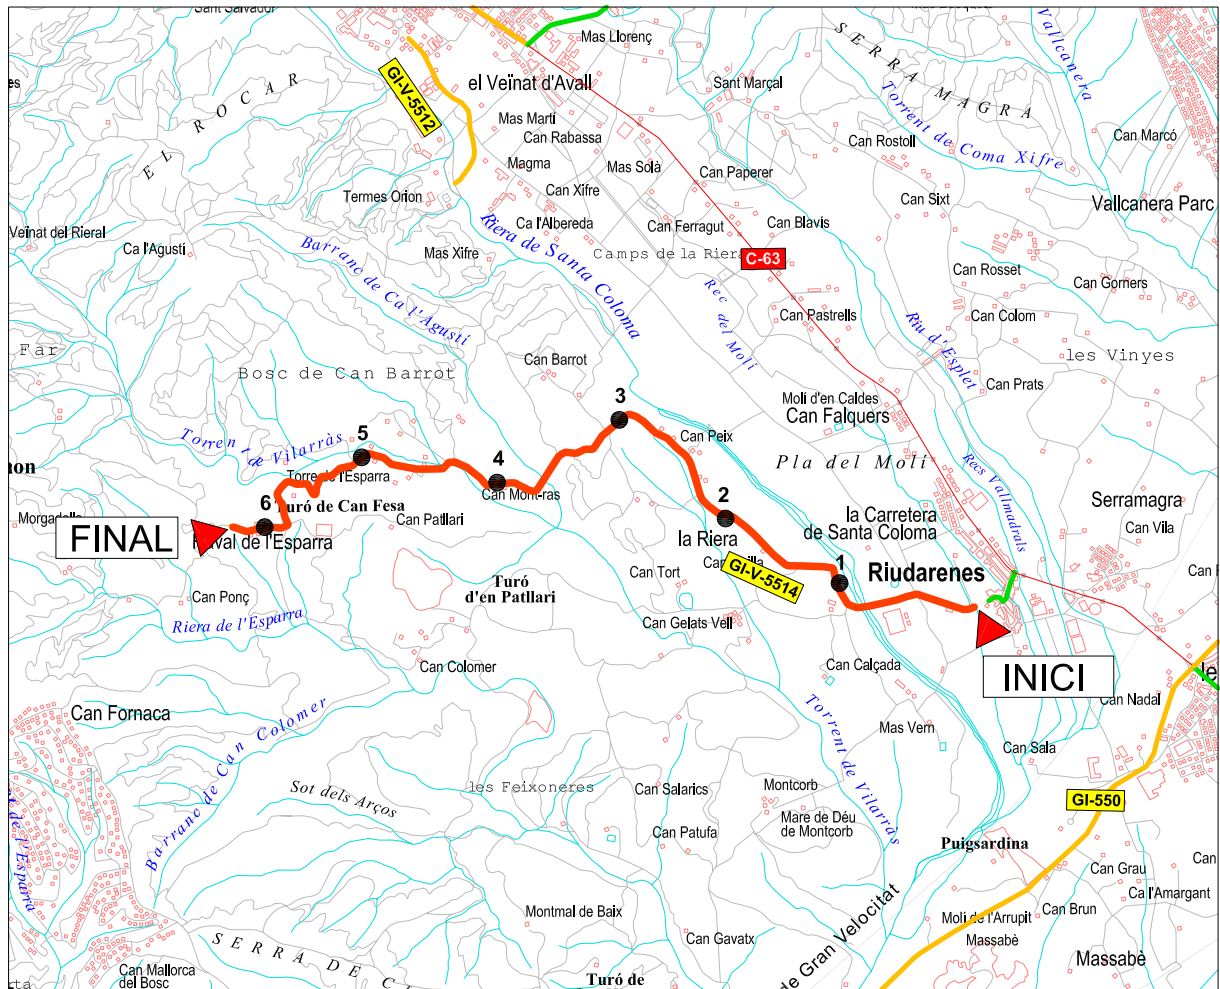 Sant Salvador
Mas Llorenç
SERRA MAGRA
Vallcanera
EL ROCAR
GI-V-5512
el Veïnat d'Avall
Sant Marçal
Torrent de Coma Xifre
Mas Martí
Can Rabassa
Can Rostoll
Can Marcó
Magma
Mas Solà
Can Paperer
Termes Orion
Can Xifre
Can Sixt
Vallcanera Parc
Veïnat del Rieral
Ca l'Agustí
Barranc de Ca l'Agustí
Riera de Santa Coloma
Ca l'Albereda
Can Ferragut
Can Blavis
Mas Xifre
Camps de la Riera
C-63
Can Rosset
Can Gorners
Rec del Molí
Can Pastrells
Riu d'Esplet
Can Colom
les Vinyes
Far
Bosc de Can Barrot
Can Barrot
Can Prats
Molí d'en Caldes
Can Falquers
3
Can Peix
Torrent de Vilarràs
5
4
Pla del Molí
Recs Vallmadrals
non
Torre de l'Esparra
Can Mont-ras
Serramagra
6
Turó de Can Fesa
2
la Carretera
de Santa Coloma
Can Vila
FINAL
Can Patllari
la Riera
Raval de l'Esparra
GI-V-5514
1
Riudarenes
Turó
d'en Patllari
Can Tort
Can Ponç
Riera de l'Esparra
Can Gelats Vell
Can Colomer
Can Calçada
INICI
Can Nadal
Can Fornaca
Barranc de Can Colomer
Torrent de Vilarràs
Mas Vern
Can Sala
Sot dels Arços
les Feixoneres
Can Salarics
Montcorb
GI-550
Mare de Déu
de Montcorb
Can Patufa
Puigsardina
Can Grau
Can
Ca l'Amargant
Montmal de Baix
Molí de l'Arrupit
Can Brun
Massabè
Can Gavatx
de Gran Velocitat
Massabè
SERRA DE
Can Mallorca
del Bosc
Turó de